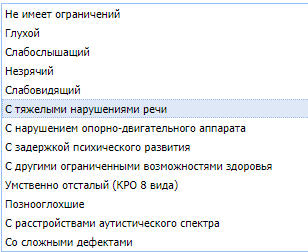 Не имеет ограничений
Глухой
Слабослышащий
Незрячий
Слабовидящий
С тяжелыми нарушениями речи
С нарушением опорно-двигательного аппарата
С задержкой психического развития
С другими ограниченными возможностями здоровья
Умственно отсталый (КРО 8 вида)
Познооглохшие
С расстройствами аутистического спектра
Со сложными дефектами